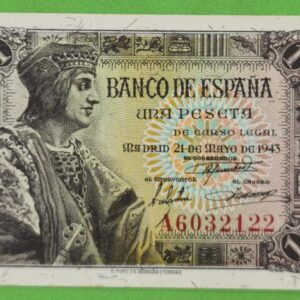 BANCO DE ESPAÑA
UNA PESETA
DE CURSO LEGAL
MADRID 21 DE MAYO DE 1943
EL GOBERNADOR
EL INTERVENTOR EL CAJERO
A6032122